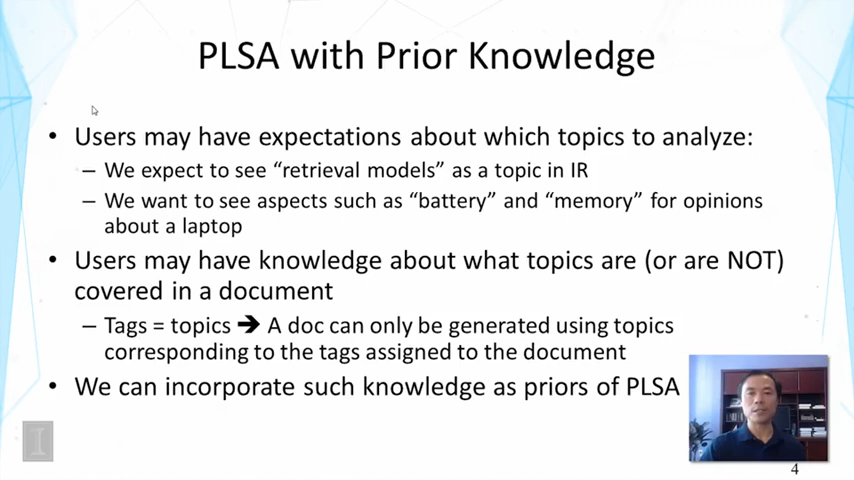 PLSA with Prior Knowledge
• Users may have expectations about which topics to analyze:
– We expect to see “retrieval models” as a topic in IR
– We want to see aspects such as “battery” and “memory” for opinions
about a laptop
• Users may have knowledge about what topics are (or are NOT)
covered in a document
– Tags = topics ➔ A doc can only be generated using topics
corresponding to the tags assigned to the document
• We can incorporate such knowledge as priors of PLSA
I
4